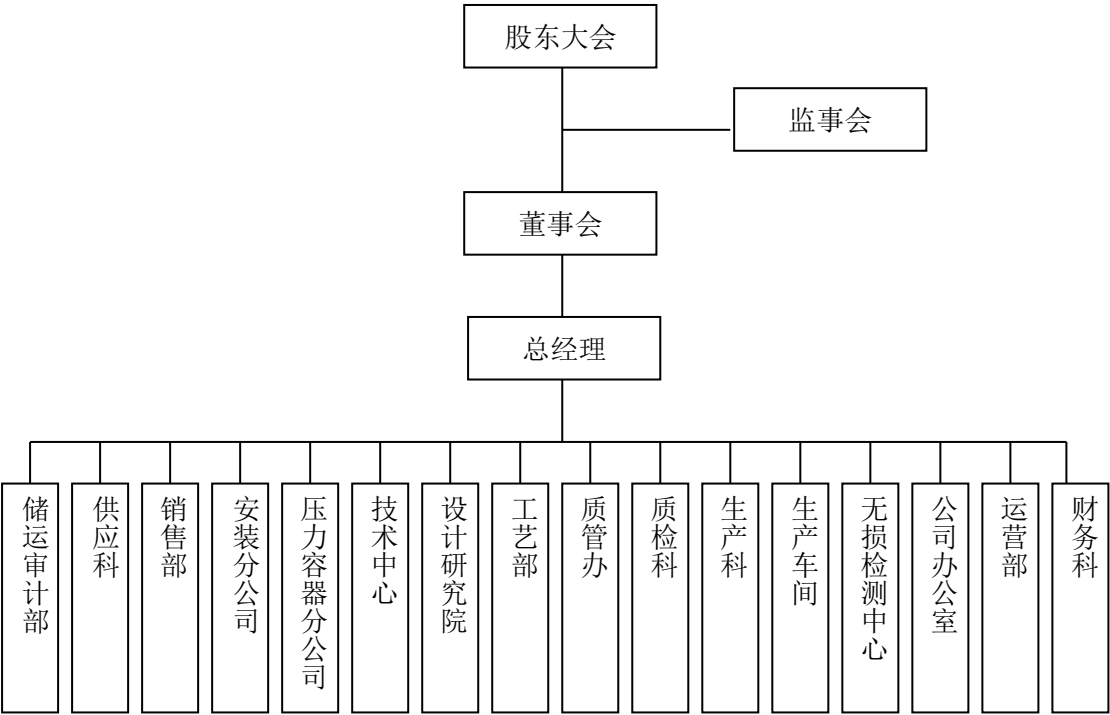 股东大会
监事会
董事会
总经理
储运审计部
供应科
销售部
安装分公司
压力容器分公司
技术中心
设计研究院
工艺部
质管办
质检科
生产科
生产车间
无损检测中心
公司办公室
运营部
财务科